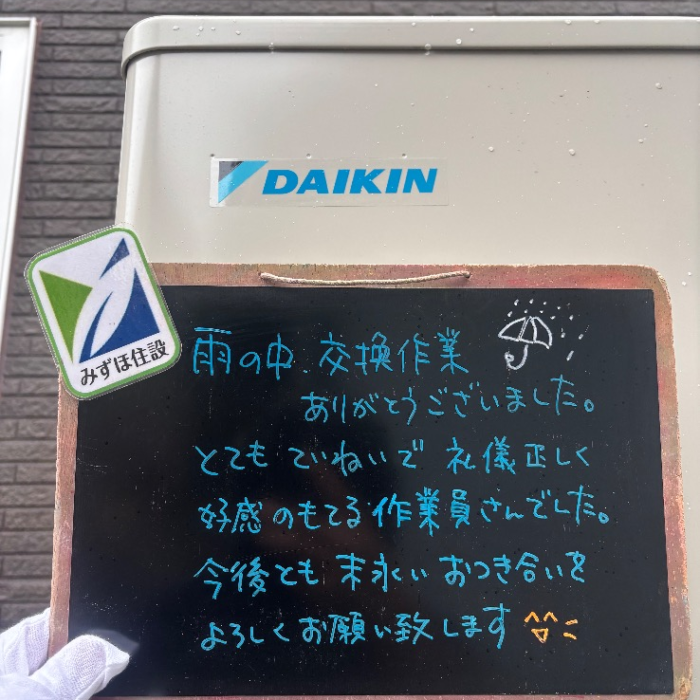 DAIKIN
みずほ住設
雨の中 交換作業
ありがとうございました。
とても ていねいで 礼儀正しく
好感のもてる作業員さんでした。
今後とも 末永い おつき合いを
よろしくお願い致します